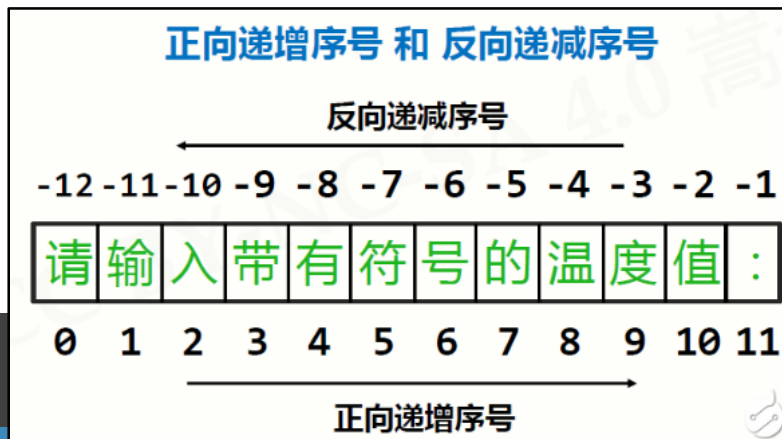 正向递增序号 和 反向递减序号
反向递减序号
-12 -11 -10 -9 -8 -7 -6 -5 -4 -3 -2 -1
请输入带有符号的温度值:
0 1 2 3 4 5 6 7 8 9 10 11
正向递增序号